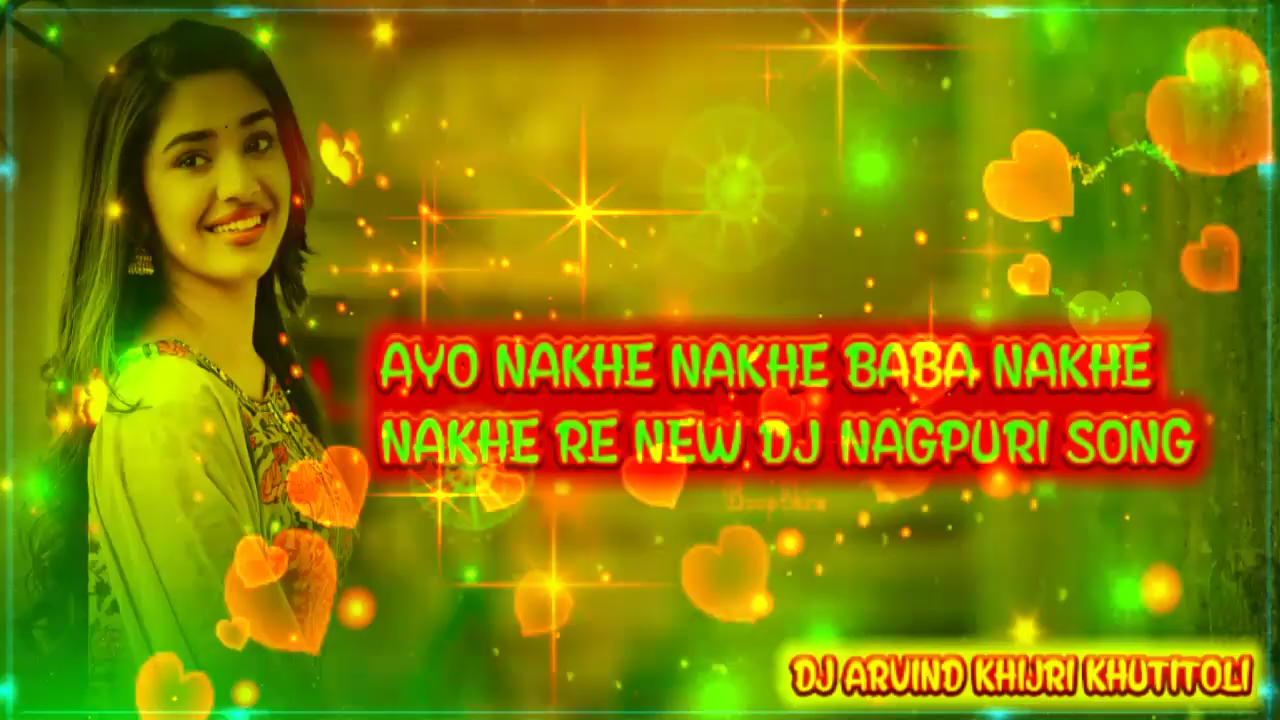 AYO NAKHE NAKHE BABA NAKHE
NAKHE RE NEW DJ NAGPURI SONG
DJ ARVIND KHIJRI KHUTITOLI